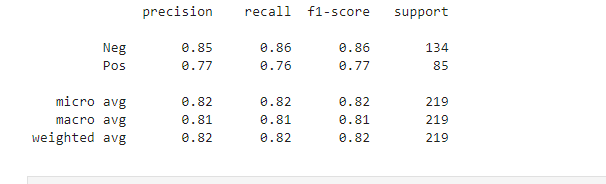 precision recall f1-score support
Neg 0.85 0.86 0.86 134
Pos 0.77 0.76 0.77 85
micro avg 0.82 0.82 0.82 219
macro avg 0.81 0.81 0.81 219
weighted avg 0.82 0.82 0.82 219